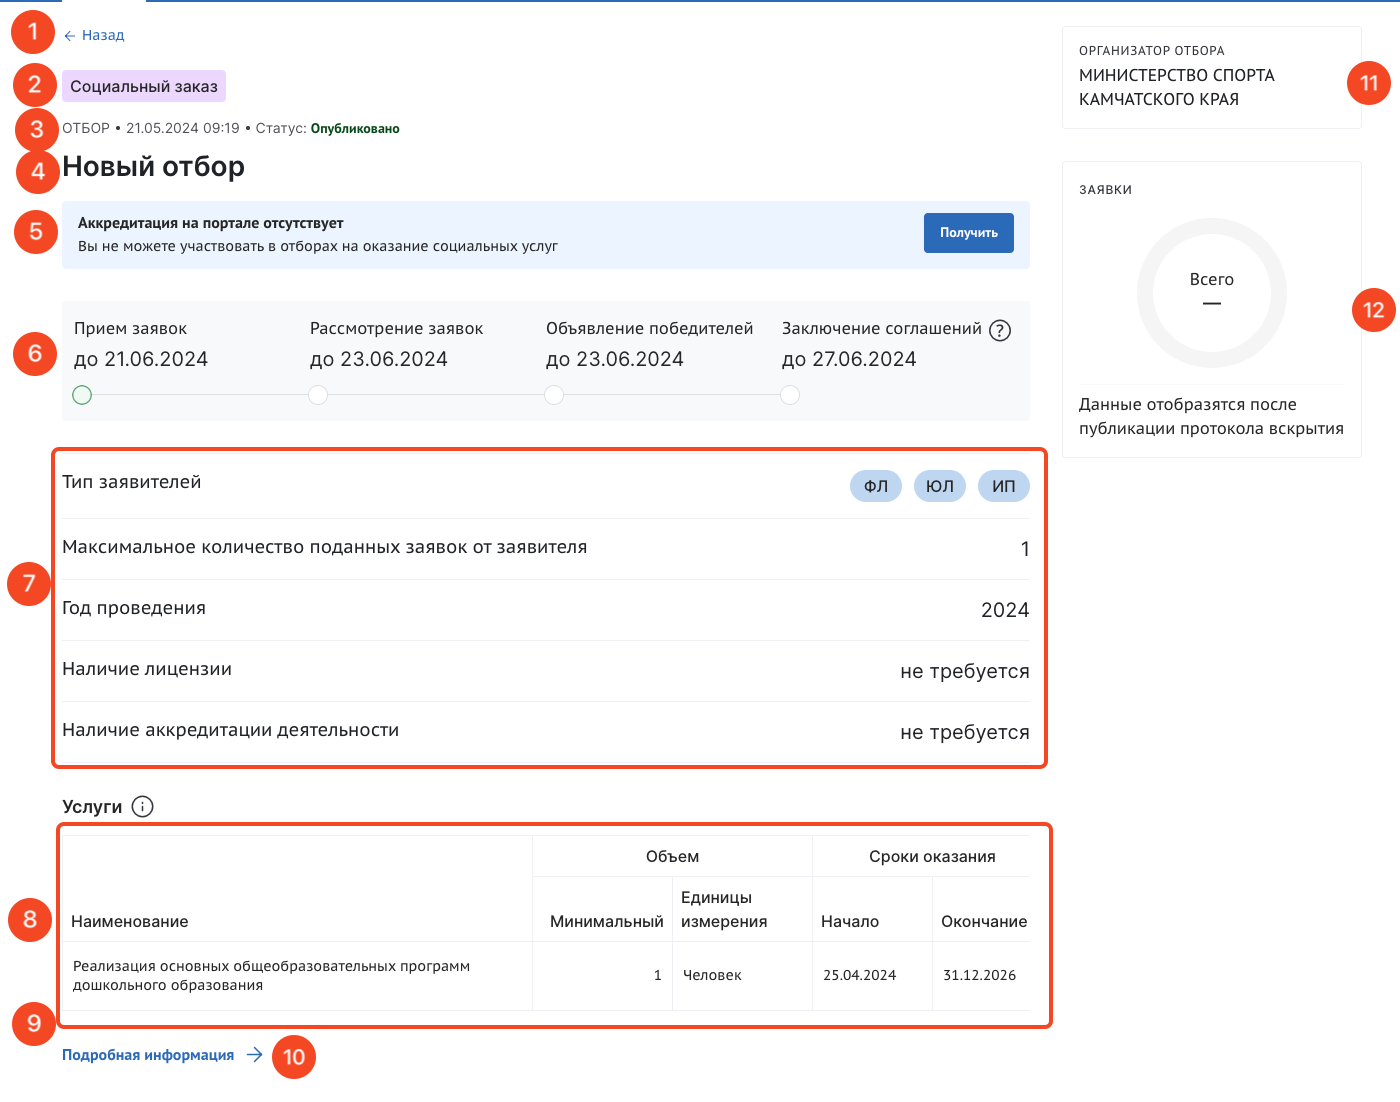 1
← Назад
2
Социальный заказ
3
ОТБОР • 21.05.2024 09:19 • Статус: Опубликовано
4
Новый отбор
5
Аккредитация на портале отсутствует
Вы не можете участвовать в отборах на оказание социальных услуг
Получить
6
Прием заявок
до 21.06.2024
Рассмотрение заявок
до 23.06.2024
Объявление победителей
до 23.06.2024
Заключение соглашений ?
до 27.06.2024
7
Тип заявителей ФЛ ЮЛ ИП
Максимальное количество поданных заявок от заявителя 1
Год проведения 2024
Наличие лицензии не требуется
Наличие аккредитации деятельности не требуется
Услуги i
8
Объем Сроки оказания
Наименование Минимальный Единицы
измерения Начало Окончание
Реализация основных общеобразовательных программ
дошкольного образования 1 Человек 25.04.2024 31.12.2026
9
Подробная информация →
10
ОРГАНИЗАТОР ОТБОРА
МИНИСТЕРСТВО СПОРТА
КАМЧАТСКОГО КРАЯ
11
ЗАЯВКИ
Всего
—
12
Данные отобразятся после
публикации протокола вскрытия